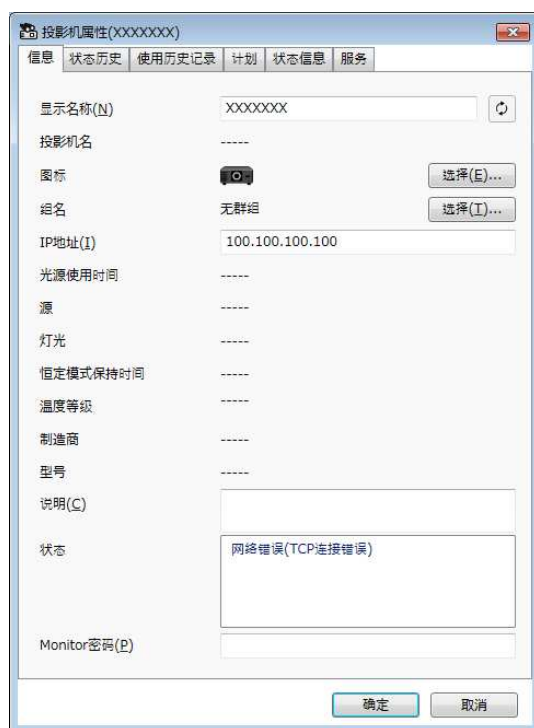 投影机属性(XXXXXXX)
信息 状态历史 使用历史记录 计划 状态信息 服务
显示名称(N) XXXXXXX
投影机名 -----
图标 选择(E)...
组名 无群组 选择(T)...
IP地址(I) 100.100.100.100
光源使用时间 -----
源 -----
灯光 -----
恒定模式保持时间 -----
温度等级 -----
制造商 -----
型号 -----
说明(C)
状态 网络错误(TCP连接错误)
Monitor密码(P)
确定 取消